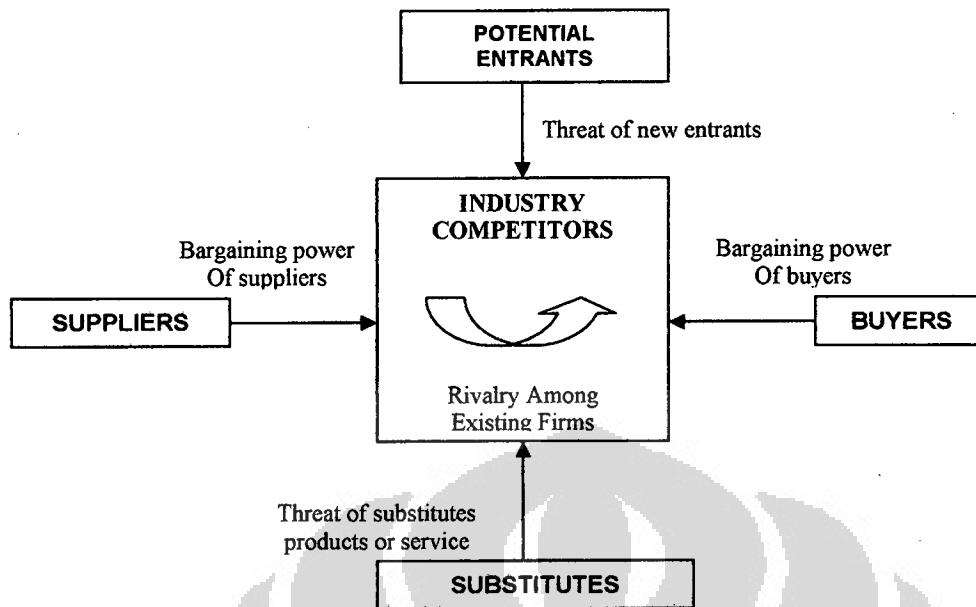 POTENTIAL
ENTRANTS
Threat of new entrants
INDUSTRY
COMPETITORS
Bargaining power
Of suppliers
Bargaining power
Of buyers
SUPPLIERS
BUYERS
Rivalry Among
Existing Firms
Threat of substitutes
products or service
SUBSTITUTES